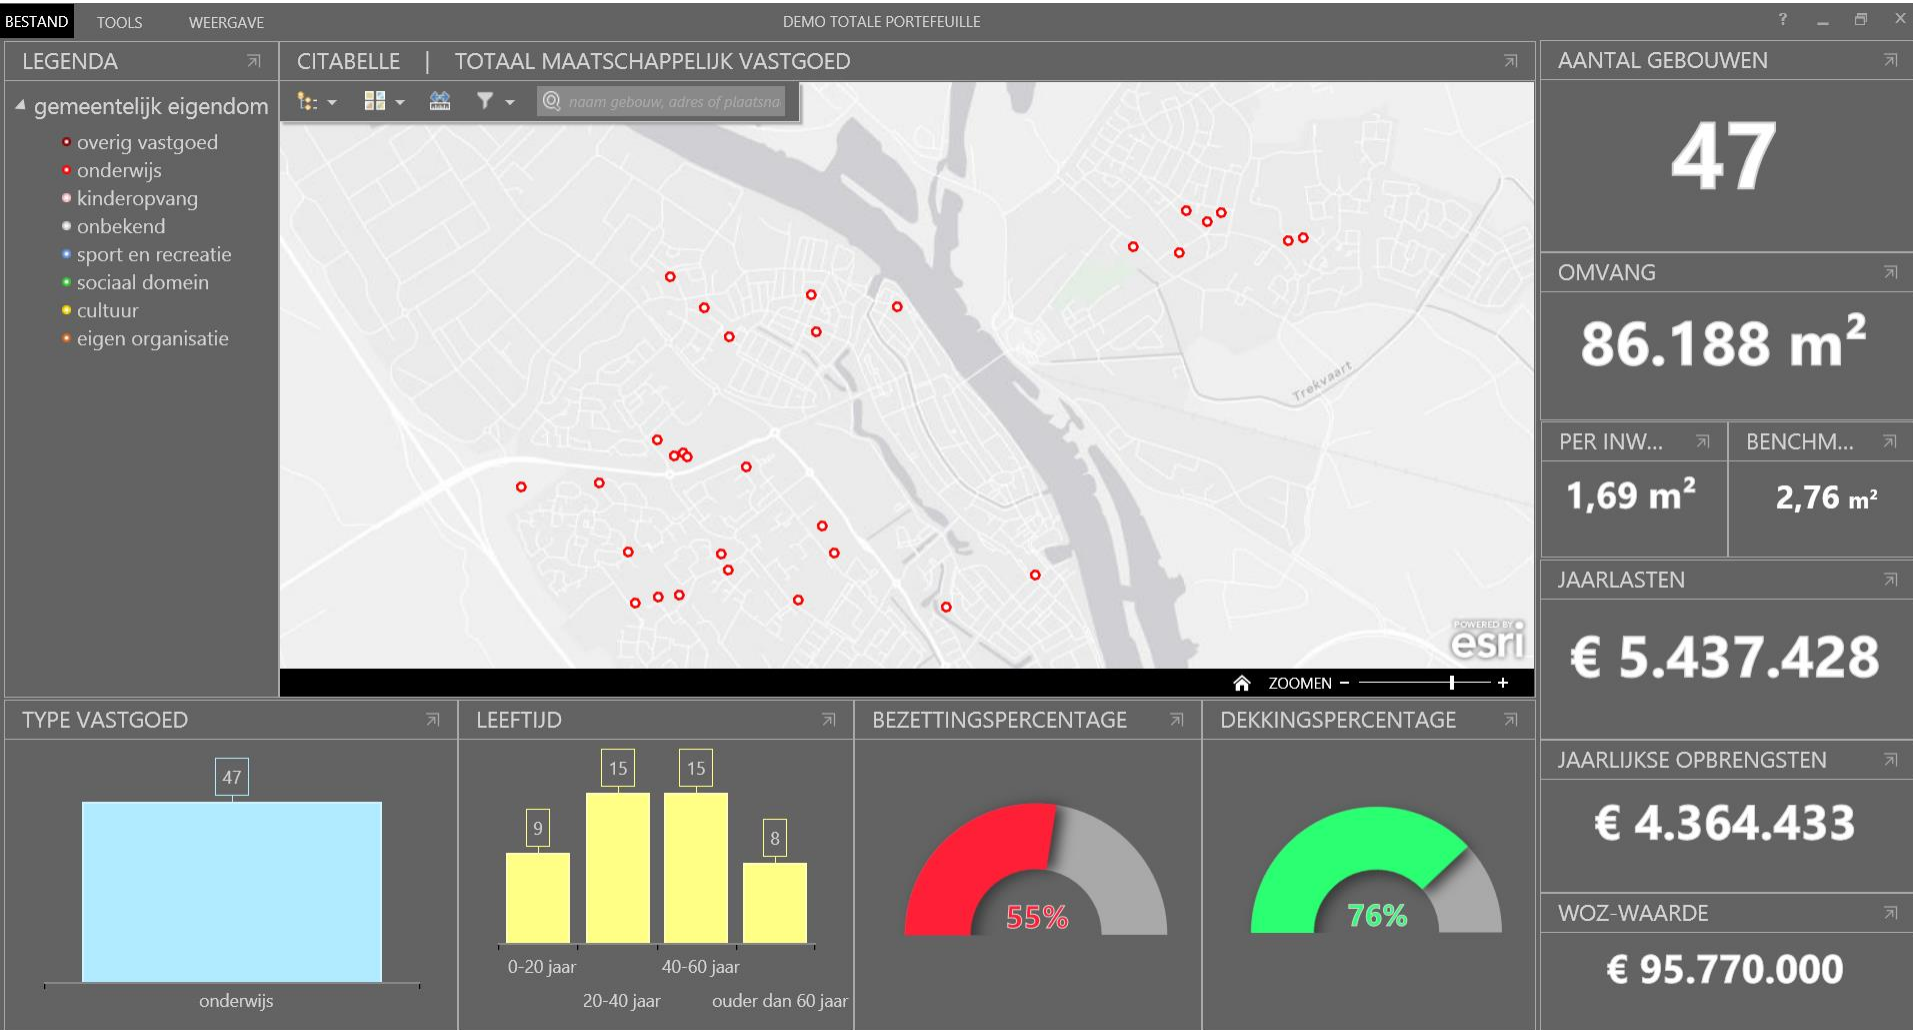 BESTAND TOOLS WEERGAVE DEMO TOTALE PORTEFEUILLE ?
LEGENDA
gemeentelijk eigendom
overig vastgoed
onderwijs
kinderopvang
onbekend
sport en recreatie
sociaal domein
cultuur
eigen organisatie
CITABELLE | TOTAAL MAATSCHAPPELIJK VASTGOED
naam gebouw, adres of plaatsna
Trekvaart
POWERED BY
esri
ZOOMEN − +
AANTAL GEBOUWEN
47
OMVANG
86.188 m²
PER INW...
1,69 m²
BENCHM...
2,76 m²
JAARLASTEN
€ 5.437.428
JAARLIJKSE OPBRENGSTEN
€ 4.364.433
WOZ-WAARDE
€ 95.770.000
TYPE VASTGOED
47
onderwijs
LEEFTIJD
9 15 15 8
0-20 jaar 40-60 jaar
20-40 jaar ouder dan 60 jaar
BEZETTINGSPERCENTAGE
55%
DEKKINGSPERCENTAGE
76%